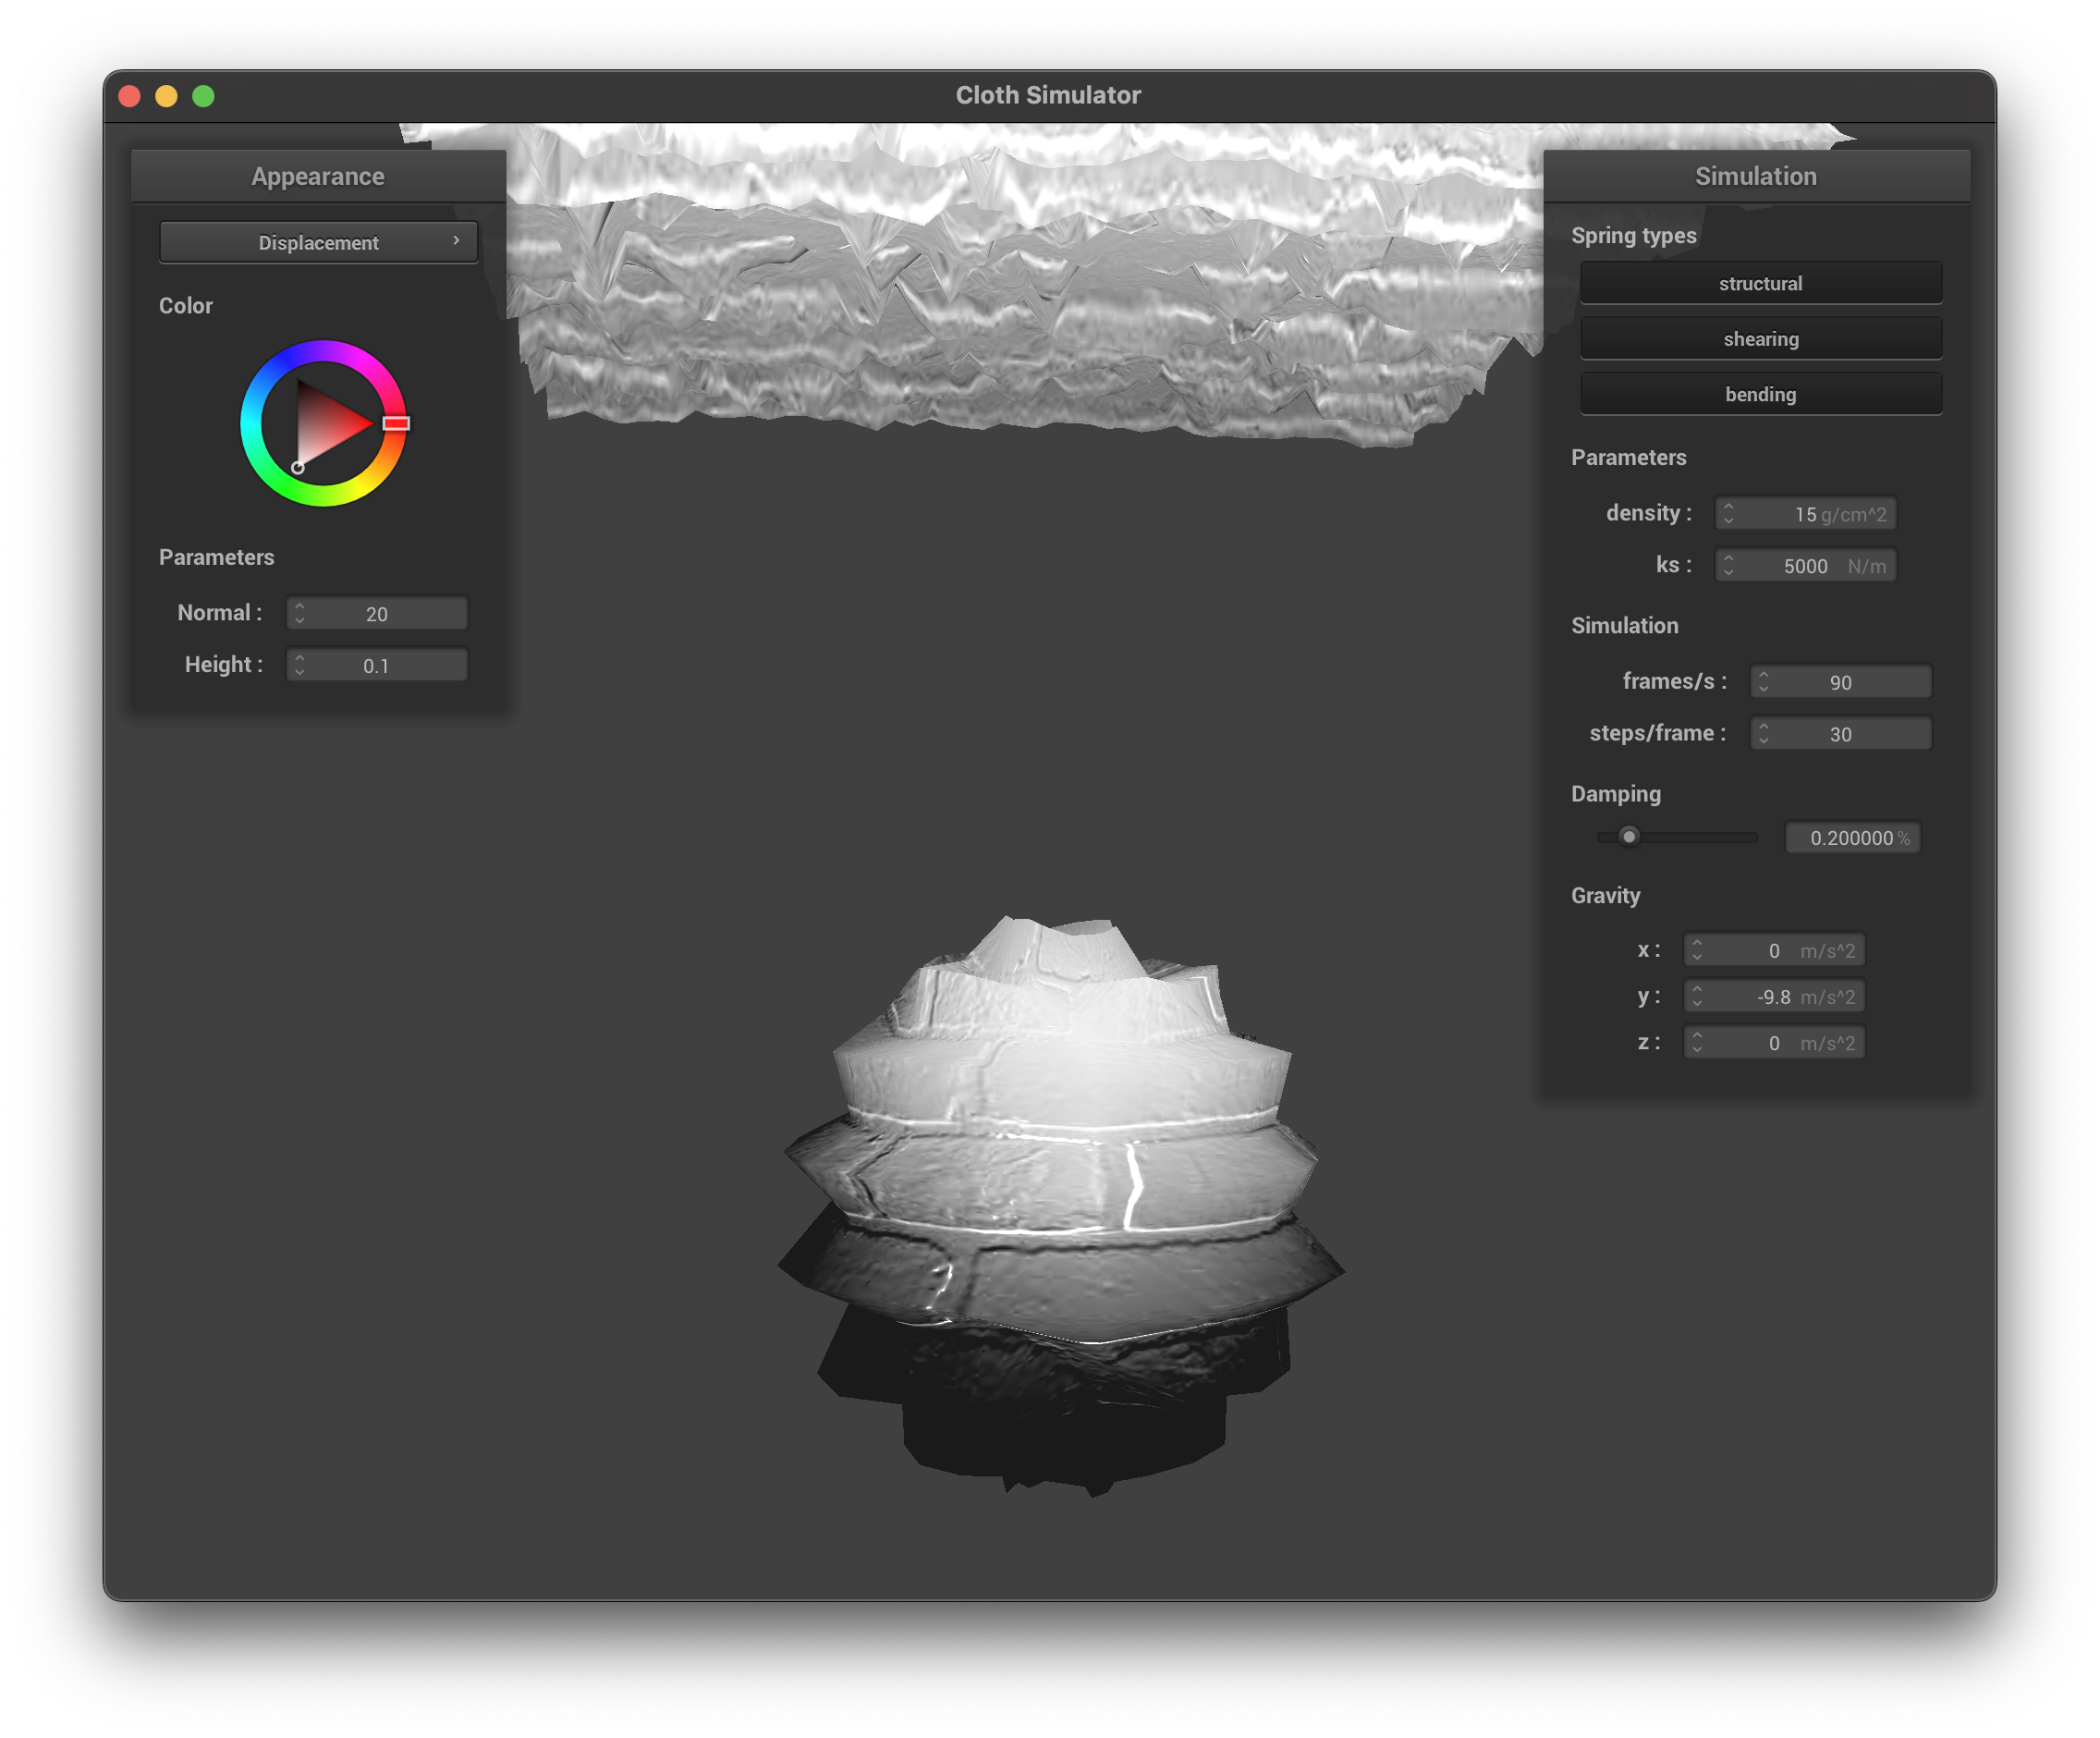 Cloth Simulator
Appearance
Displacement
Color
Parameters
Normal : 20
Height : 0.1
Simulation
Spring types
structural
shearing
bending
Parameters
density : 15 g/cm^2
ks : 5000 N/m
Simulation
frames/s : 90
steps/frame : 30
Damping
0.200000 %
Gravity
x : 0 m/s^2
y : -9.8 m/s^2
z : 0 m/s^2